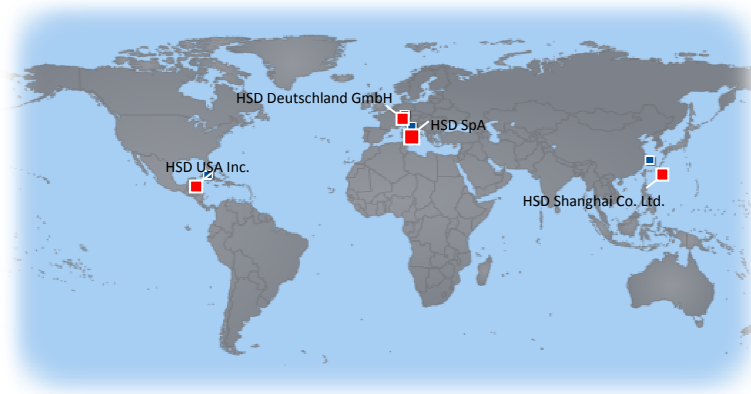 HSD Deutschland GmbH
HSD SpA
HSD USA Inc.
HSD Shanghai Co. Ltd.